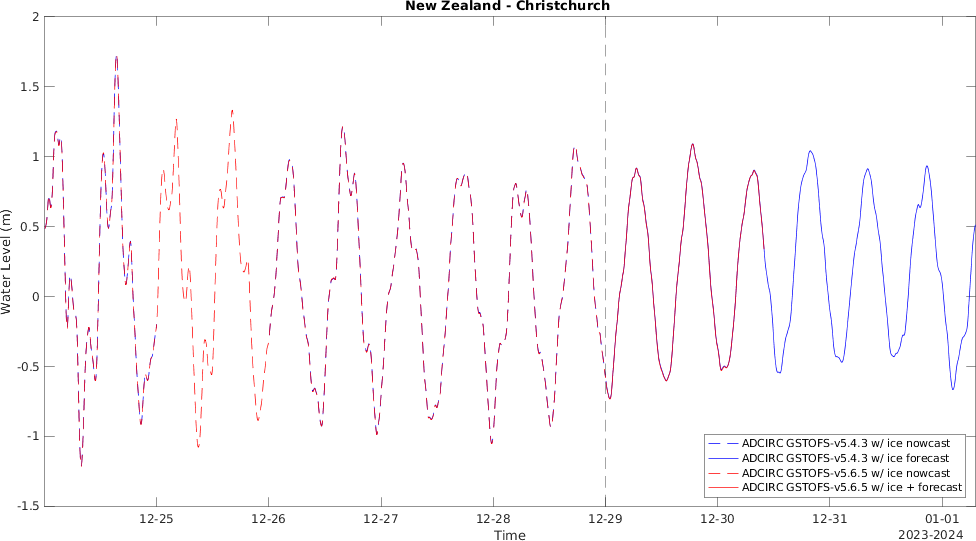 New Zealand - Christchurch
2
1.5
1
0.5
0
-0.5
-1
-1.5
Water Level (m)
12-25
12-26
12-27
12-28
12-29
12-30
12-31
01-01
Time
2023-2024
ADCIRC GSTOFS-v5.4.3 w/ ice nowcast
ADCIRC GSTOFS-v5.4.3 w/ ice forecast
ADCIRC GSTOFS-v5.6.5 w/ ice nowcast
ADCIRC GSTOFS-v5.6.5 w/ ice + forecast